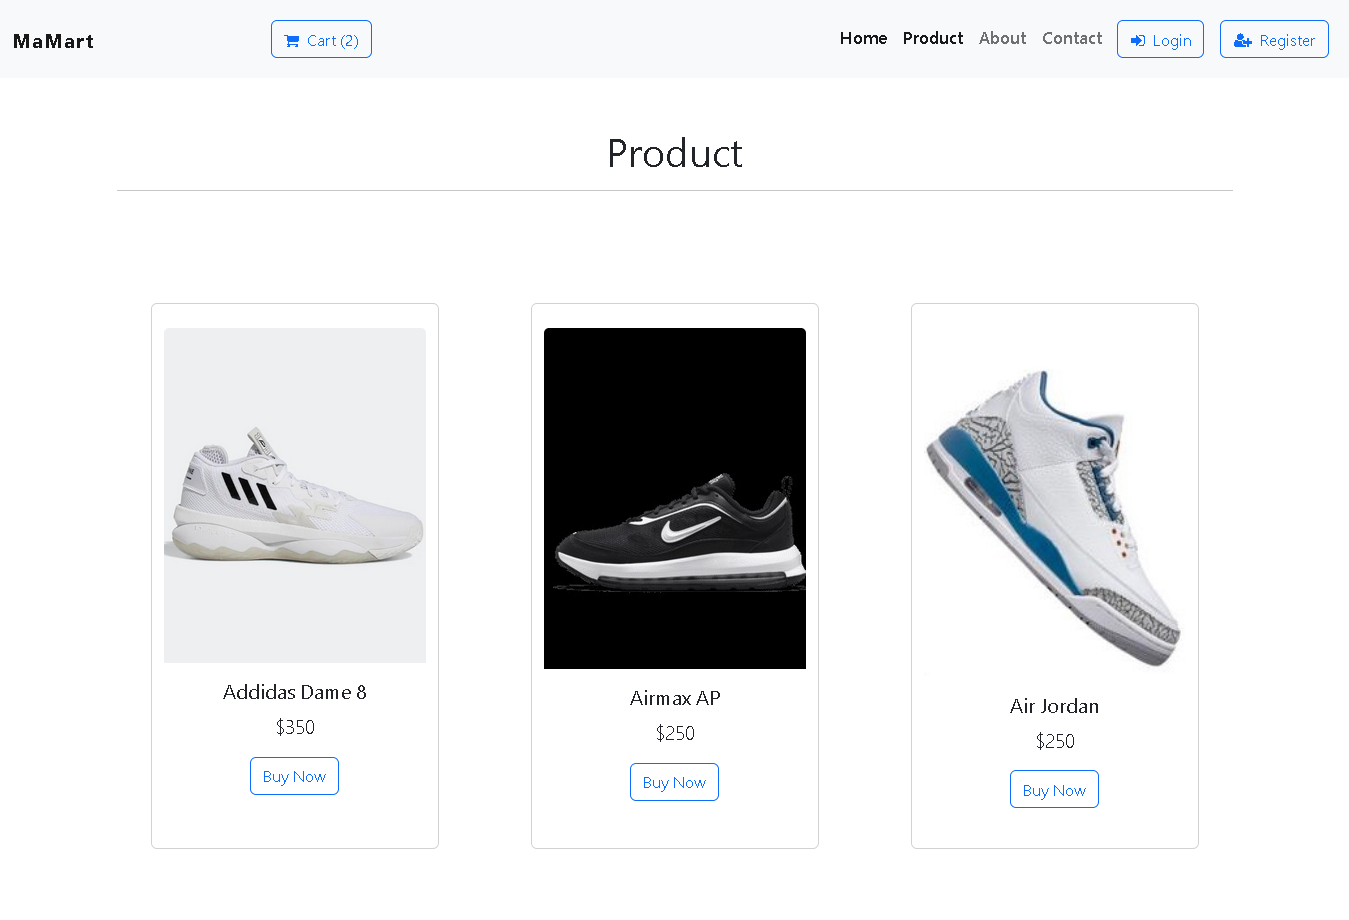 MaMart
Cart (2)
Home
Product
About
Contact
Login
Register
Product
Addidas Dame 8
$350
Buy Now
Airmax AP
$250
Buy Now
Air Jordan
$250
Buy Now